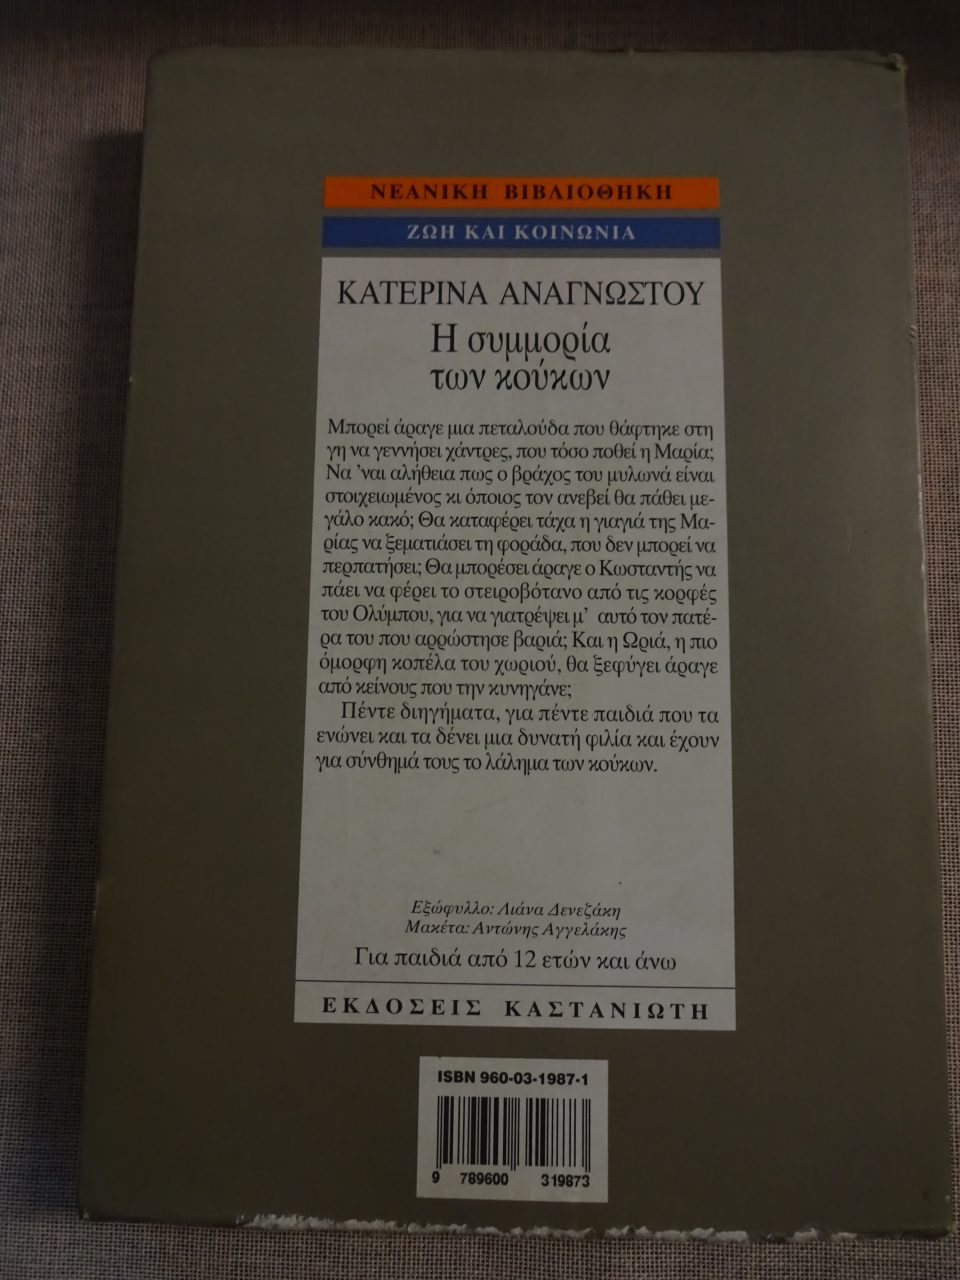 ΝΕΑΝΙΚΗ ΒΙΒΛΙΟΘΗΚΗ
ΖΩΗ ΚΑΙ ΚΟΙΝΩΝΙΑ
ΚΑΤΕΡΙΝΑ ΑΝΑΓΝΩΣΤΟΥ
Η συμμορία
των κούκων
Μπορεί άραγε μια πεταλούδα που θάφτηκε στη
γη να γεννήσει χάντρες, που τόσο ποθεί η Μαρία;
Να 'ναι αλήθεια πως ο βράχος του μυλωνά είναι
στοιχειωμένος κι όποιος τον ανεβεί θα πάθει με-
γάλο κακό; Θα καταφέρει τάχα η γιαγιά της Μα-
ρίας να ξεματιάσει τη φοράδα, που δεν μπορεί να
περπατήσει; Θα μπορέσει άραγε ο Κωσταντής να
πάει να φέρει το στειροβότανο από τις κορφές
του Ολύμπου, για να γιατρέψει μ' αυτό τον πατέ-
ρα του που αρρώστησε βαριά; Και η Ωριά, η πιο
όμορφη κοπέλα του χωριού, θα ξεφύγει άραγε
από κείνους που την κυνηγάνε;
Πέντε διηγήματα, για πέντε παιδιά που τα
ενώνει και τα δένει μια δυνατή φιλία και έχουν
για σύνθημά τους το λάλημα των κούκων.
Εξώφυλλο: Λιάνα Δενεζάκη
Μακέτα: Αντώνης Αγγελάκης
Για παιδιά από 12 ετών και άνω
ΕΚΔΟΣΕΙΣ ΚΑΣΤΑΝΙΩΤΗ
ISBN 960-03-1987-1
9 789600 319873